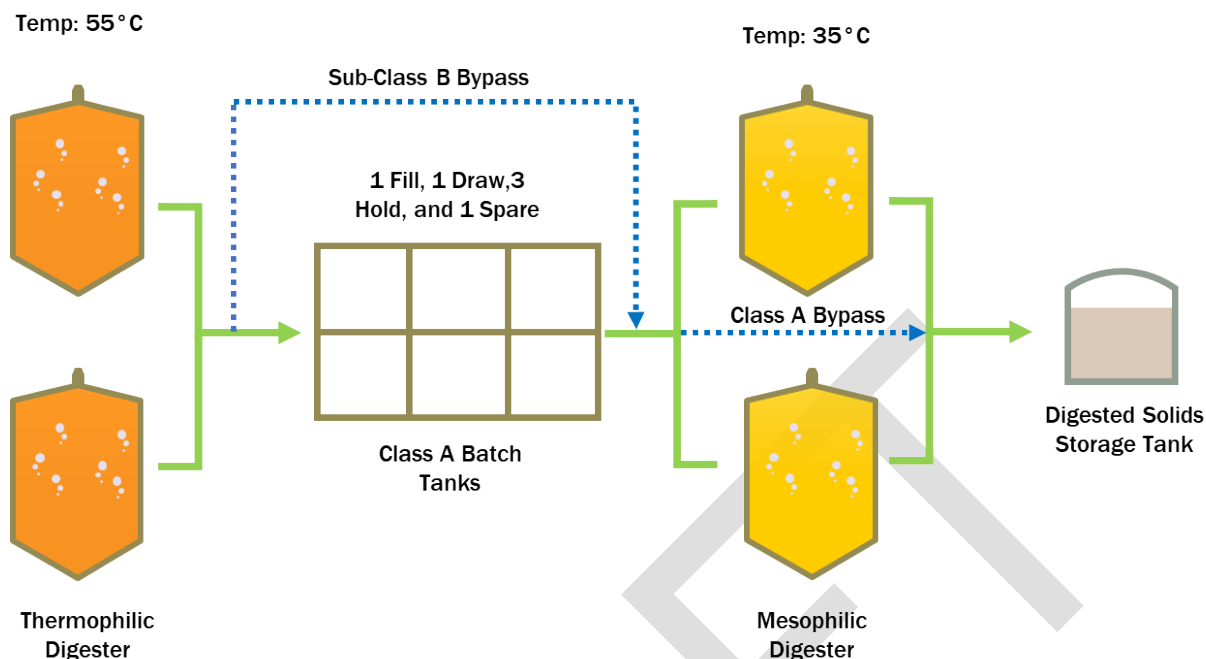 Temp: 55°C
Temp: 35°C
Sub-Class B Bypass
1 Fill, 1 Draw,3
Hold, and 1 Spare
Class A Bypass
Class A Batch
Tanks
Digested Solids
Storage Tank
Thermophilic
Digester
Mesophilic
Digester